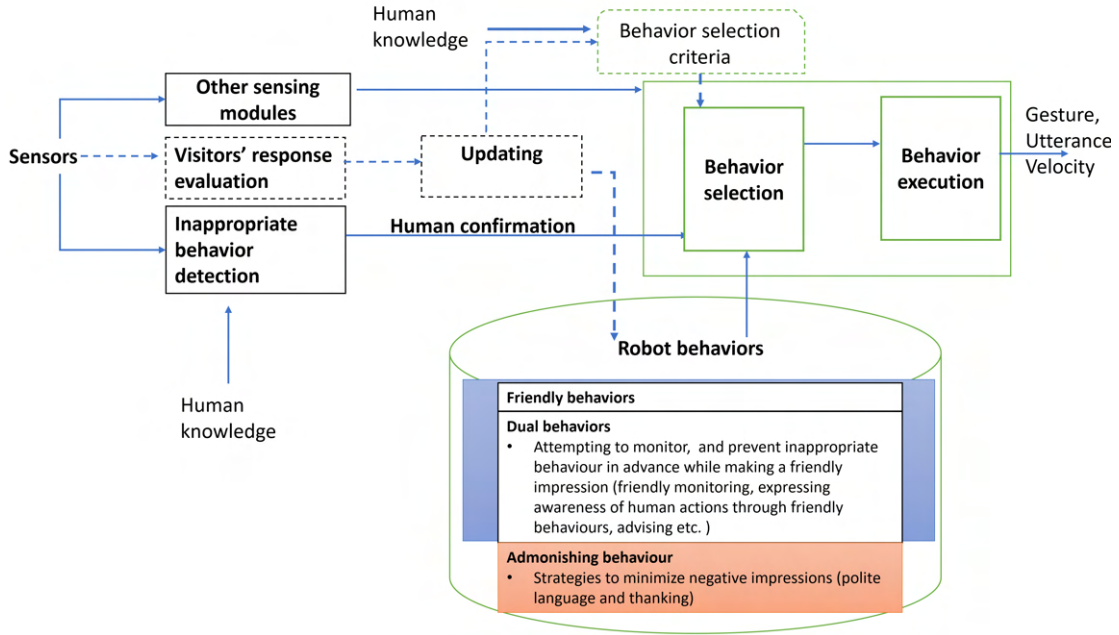 Human
knowledge
Behavior selection
criteria
Other sensing
modules
Sensors
Visitors' response
evaluation
Updating
Behavior
selection
Behavior
execution
Gesture,
Utterance
Velocity
Inappropriate
behavior
detection
Human confirmation
Human
knowledge
Robot behaviors
Friendly behaviors
Dual behaviors
• Attempting to monitor, and prevent inappropriate
behaviour in advance while making a friendly
impression (friendly monitoring, expressing
awareness of human actions through friendly
behaviours, advising etc. )
Admonishing behaviour
• Strategies to minimize negative impressions (polite
language and thanking)